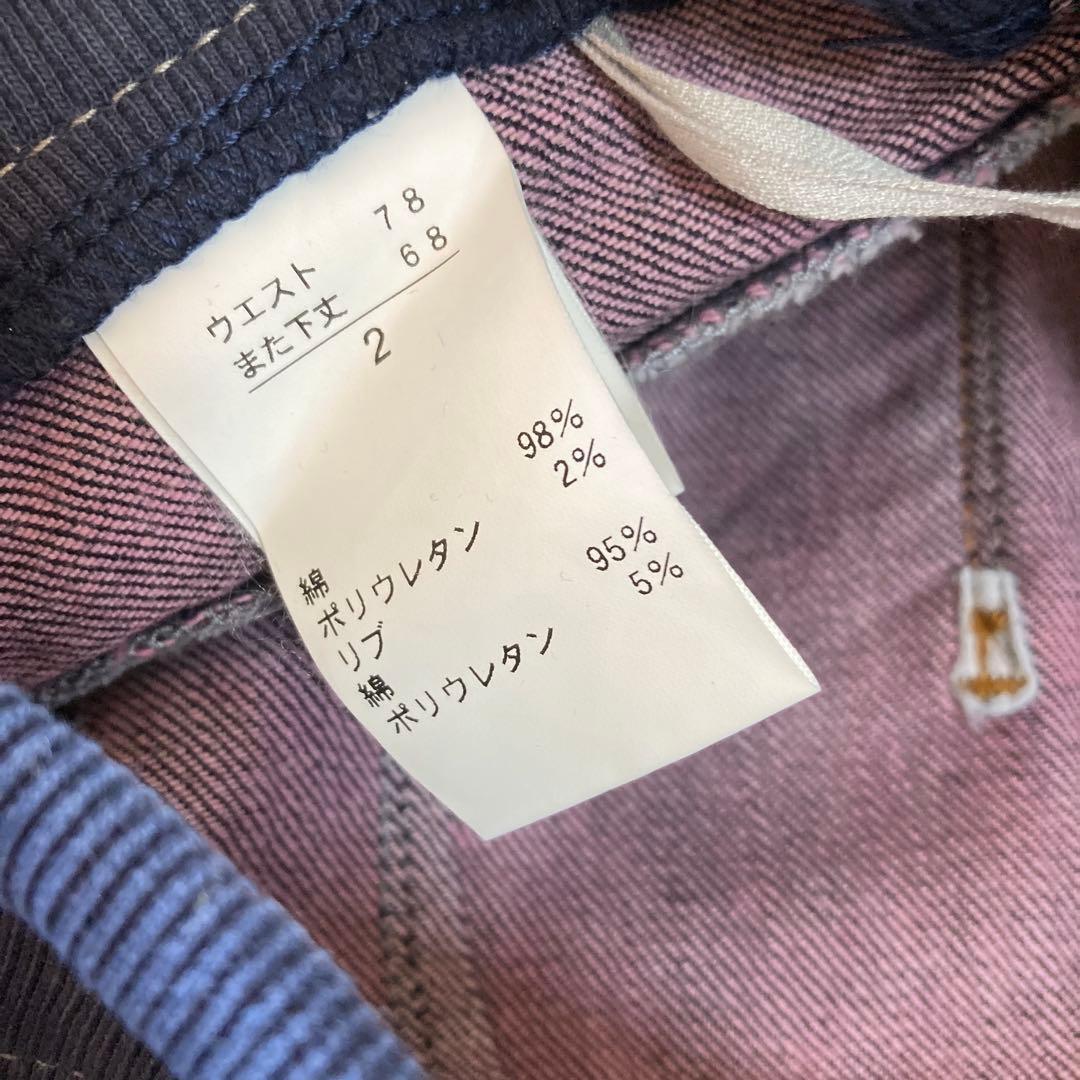 ウエスト 78
また下丈 68
2
綿 98%
ポリウレタン 2%
リブ
綿 95%
ポリウレタン 5%